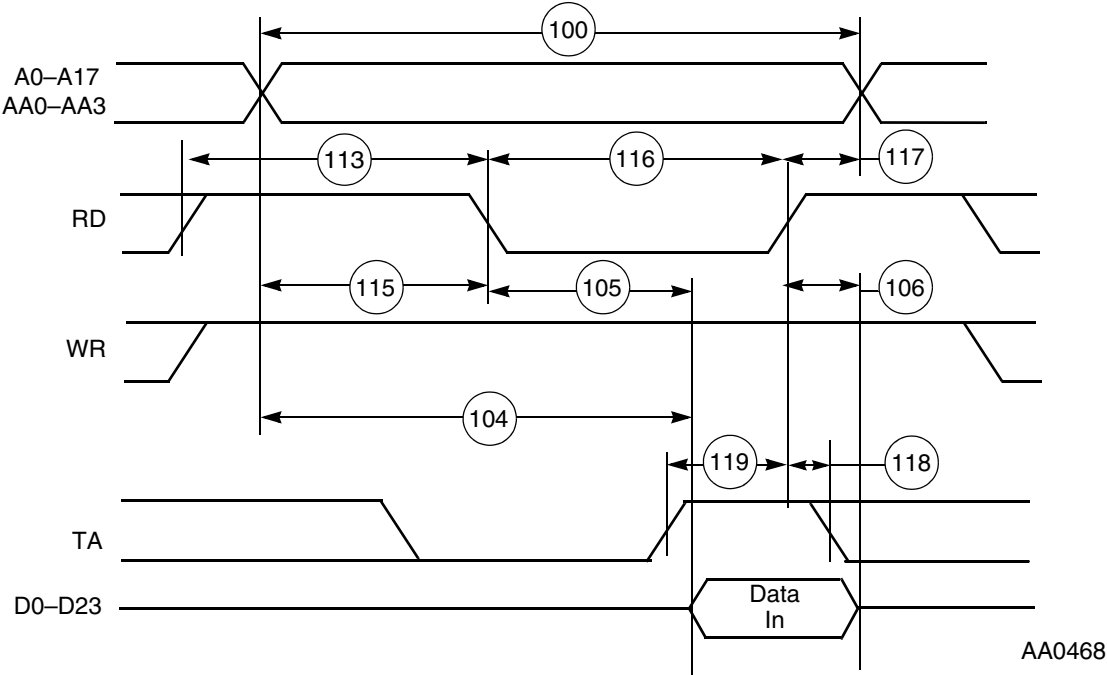 100
A0–A17
AA0–AA3
113
116
117
RD
115
105
106
WR
104
119
118
TA
D0–D23
Data
In
AA0468